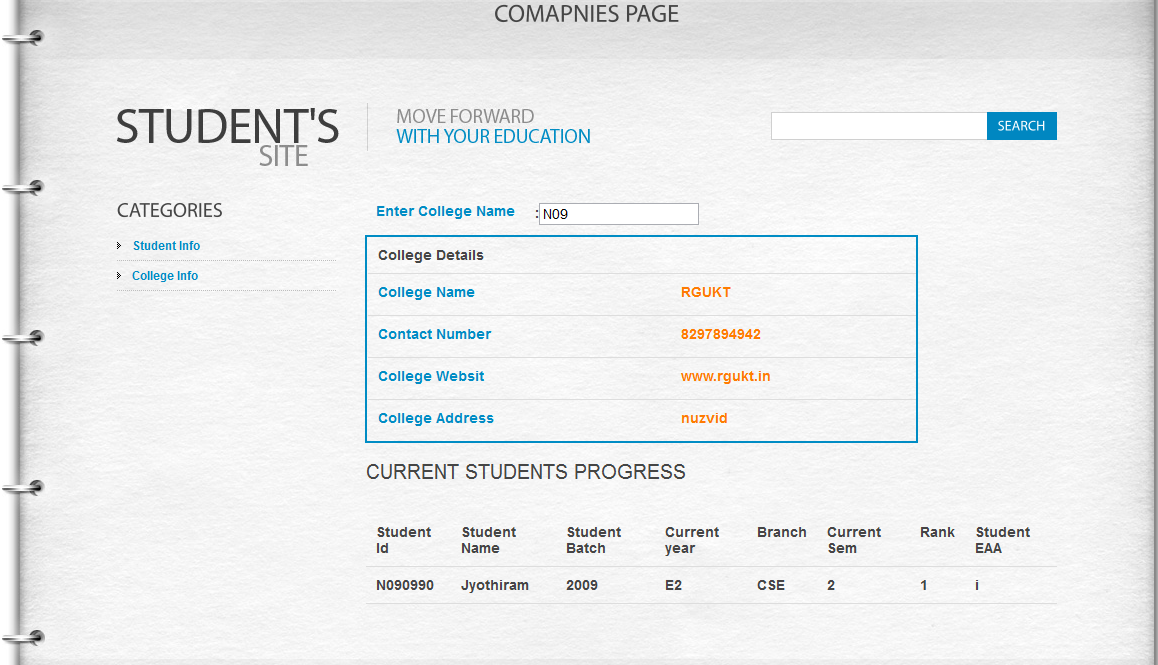 COMAPNIES PAGE
STUDENT'S
SITE
MOVE FORWARD
WITH YOUR EDUCATION
SEARCH
CATEGORIES
Student Info
College Info
Enter College Name : N09
College Details
College Name RGUKT
Contact Number 8297894942
College Websit www.rgukt.in
College Address nuzvid
CURRENT STUDENTS PROGRESS
Student Student Student Current Branch Current Rank Student
Id Name Batch year Sem EAA
N090990 Jyothiram 2009 E2 CSE 2 1 i